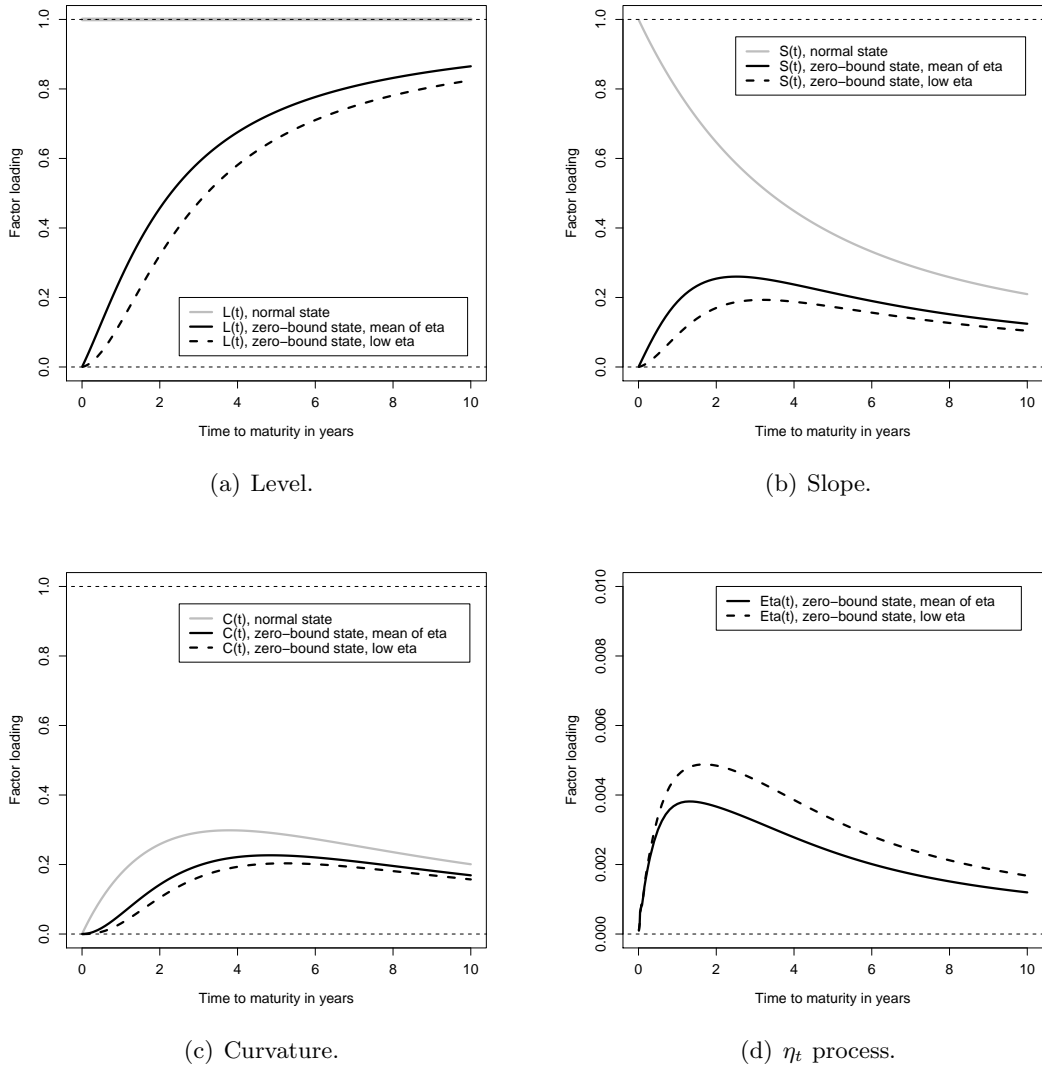 1.0
0.8
0.6
0.4
0.2
0.0
Factor loading
L(t), normal state
L(t), zero−bound state, mean of eta
L(t), zero−bound state, low eta
0 2 4 6 8 10
Time to maturity in years
(a) Level.
1.0
0.8
0.6
0.4
0.2
0.0
Factor loading
S(t), normal state
S(t), zero−bound state, mean of eta
S(t), zero−bound state, low eta
0 2 4 6 8 10
Time to maturity in years
(b) Slope.
1.0
0.8
0.6
0.4
0.2
0.0
Factor loading
C(t), normal state
C(t), zero−bound state, mean of eta
C(t), zero−bound state, low eta
0 2 4 6 8 10
Time to maturity in years
(c) Curvature.
0.010
0.008
0.006
0.004
0.002
0.000
Factor loading
Eta(t), zero−bound state, mean of eta
Eta(t), zero−bound state, low eta
0 2 4 6 8 10
Time to maturity in years
(d) ηt process.